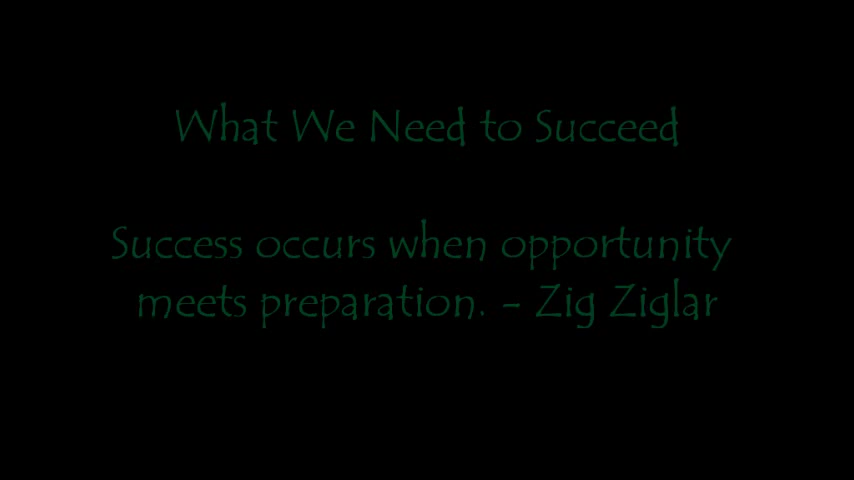 What We Need to Succeed
Success occurs when opportunity
meets preparation. - Zig Ziglar